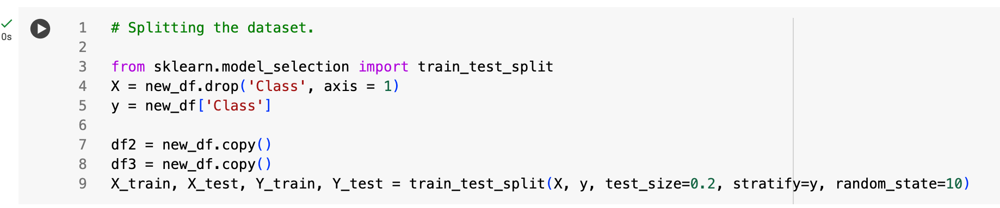 0s
1 # Splitting the dataset.
2
3 from sklearn.model_selection import train_test_split
4 X = new_df.drop('Class', axis = 1)
5 y = new_df['Class']
6
7 df2 = new_df.copy()
8 df3 = new_df.copy()
9 X_train, X_test, Y_train, Y_test = train_test_split(X, y, test_size=0.2, stratify=y, random_state=10)